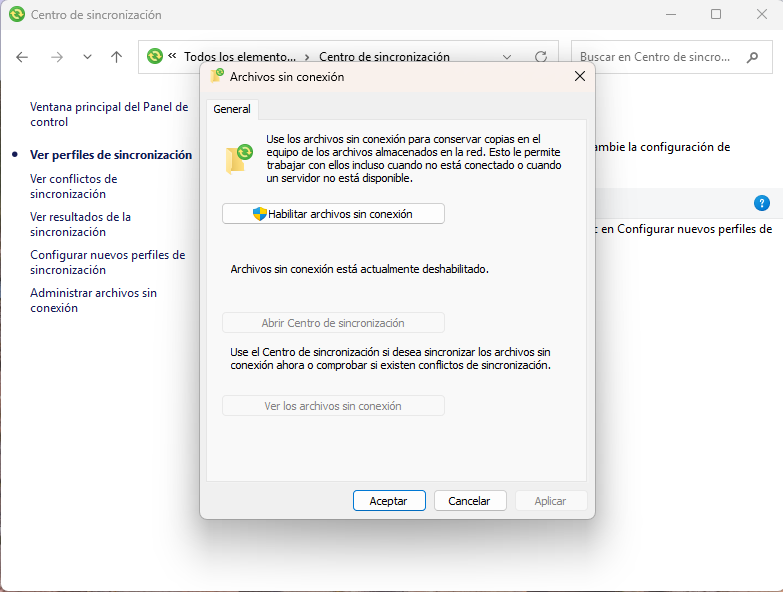 Centro de sincronización
« Todos los elemento... › Centro de sincronización
Buscar en Centro de sincro...
Ventana principal del Panel de
control
Ver perfiles de sincronización
Ver conflictos de
sincronización
Ver resultados de la
sincronización
Configurar nuevos perfiles de
sincronización
Administrar archivos sin
conexión
ambie la configuración de
?
c en Configurar nuevos perfiles de
Archivos sin conexión
General
Use los archivos sin conexión para conservar copias en el
equipo de los archivos almacenados en la red. Esto le permite
trabajar con ellos incluso cuando no está conectado o cuando
un servidor no está disponible.
Habilitar archivos sin conexión
Archivos sin conexión está actualmente deshabilitado.
Abrir Centro de sincronización
Use el Centro de sincronización si desea sincronizar los archivos sin
conexión ahora o comprobar si existen conflictos de sincronización.
Ver los archivos sin conexión
Aceptar
Cancelar
Aplicar